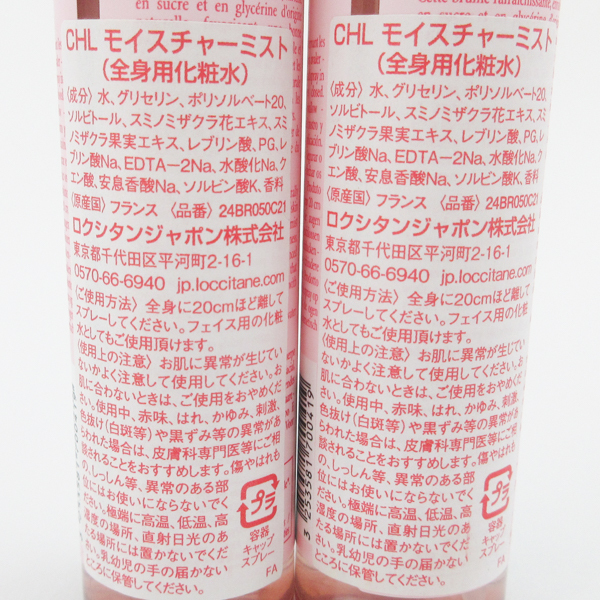 en sucre et en glycérine d'origine
CHL モイスチャーミスト
(全身用化粧水)
〈成分〉水、グリセリン、ポリソルベート20、
ソルビトール、スミノミザクラ花エキス、スミ
ノミザクラ果実エキス、レブリン酸、PG、レ
ブリン酸Na、EDTA－2Na、水酸化Na、ク
エン酸、安息香酸Na、ソルビン酸K、香料
〈原産国〉フランス 〈品番〉24BR050C21
ロクシタンジャポン株式会社
東京都千代田区平河町2-16-1
0570-66-6940 jp.loccitane.com
〈ご使用方法〉全身に20cmほど離して
スプレーしてください。フェイス用の化粧
水としてもご使用頂けます。
〈使用上の注意〉お肌に異常が生じてい
ないかよく注意して使用してください。お
肌に合わないときは、ご使用をおやめくだ
さい。使用中、赤味、はれ、かゆみ、刺激、
色抜け(白斑等)や黒ずみ等の異常があ
らわれた場合は、皮膚科専門医等にご相
談されることをおすすめします。傷やはれも
の、しっしん等、異常のある部
位にはお使いにならないでく
ださい。極端に高温、低温、高
湿度の場所、直射日光のあ
たる場所には置かないでくだ
さい。乳幼児の手の届かない
ところに保管してください。
プラ
容器
キャップ
スプレー
FA
en sucre et en glycérine d'orig
CHL モイスチャーミスト
(全身用化粧水)
〈成分〉水、グリセリン、ポリソルベート20、
ソルビトール、スミノミザクラ花エキス、スミ
ノミザクラ果実エキス、レブリン酸、PG、レ
ブリン酸Na、EDTA－2Na、水酸化Na、ク
エン酸、安息香酸Na、ソルビン酸K、香料
〈原産国〉フランス 〈品番〉24BR050C21
ロクシタンジャポン株式会社
東京都千代田区平河町2-16-1
0570-66-6940 jp.loccitane.com
〈ご使用方法〉全身に20cmほど離して
スプレーしてください。フェイス用の化粧
水としてもご使用頂けます。
〈使用上の注意〉お肌に異常が生じてい
ないかよく注意して使用してください。お
肌に合わないときは、ご使用をおやめくだ
さい。使用中、赤味、はれ、かゆみ、刺激、
色抜け(白斑等)や黒ずみ等の異常があ
らわれた場合は、皮膚科専門医等にご相
談されることをおすすめします。傷やはれも
の、しっしん等、異常のある部
位にはお使いにならないでく
ださい。極端に高温、低温、高
湿度の場所、直射日光のあ
たる場所には置かないでくだ
さい。乳幼児の手の届かない
ところに保管してください。
プラ
容器
キャップ
スプレー
FA